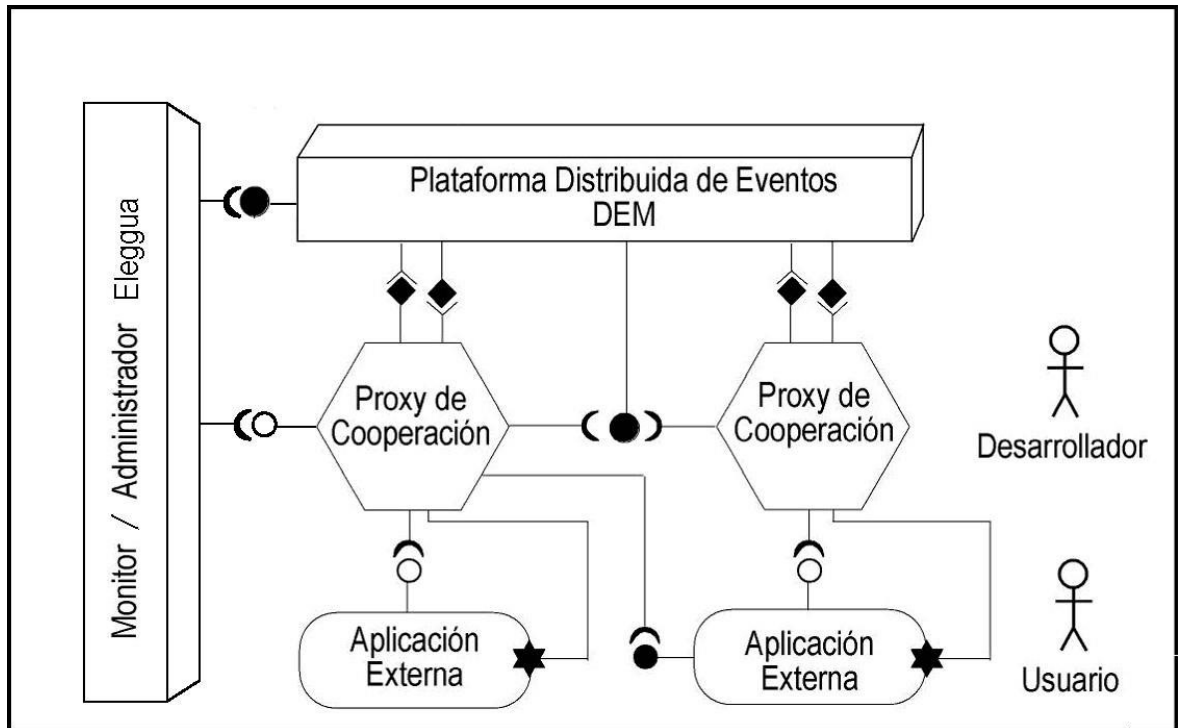 Monitor / Administrador Eleggua
Plataforma Distribuida de Eventos
DEM
Proxy de
Cooperación
Proxy de
Cooperación
Desarrollador
Aplicación
Externa
Aplicación
Externa
Usuario